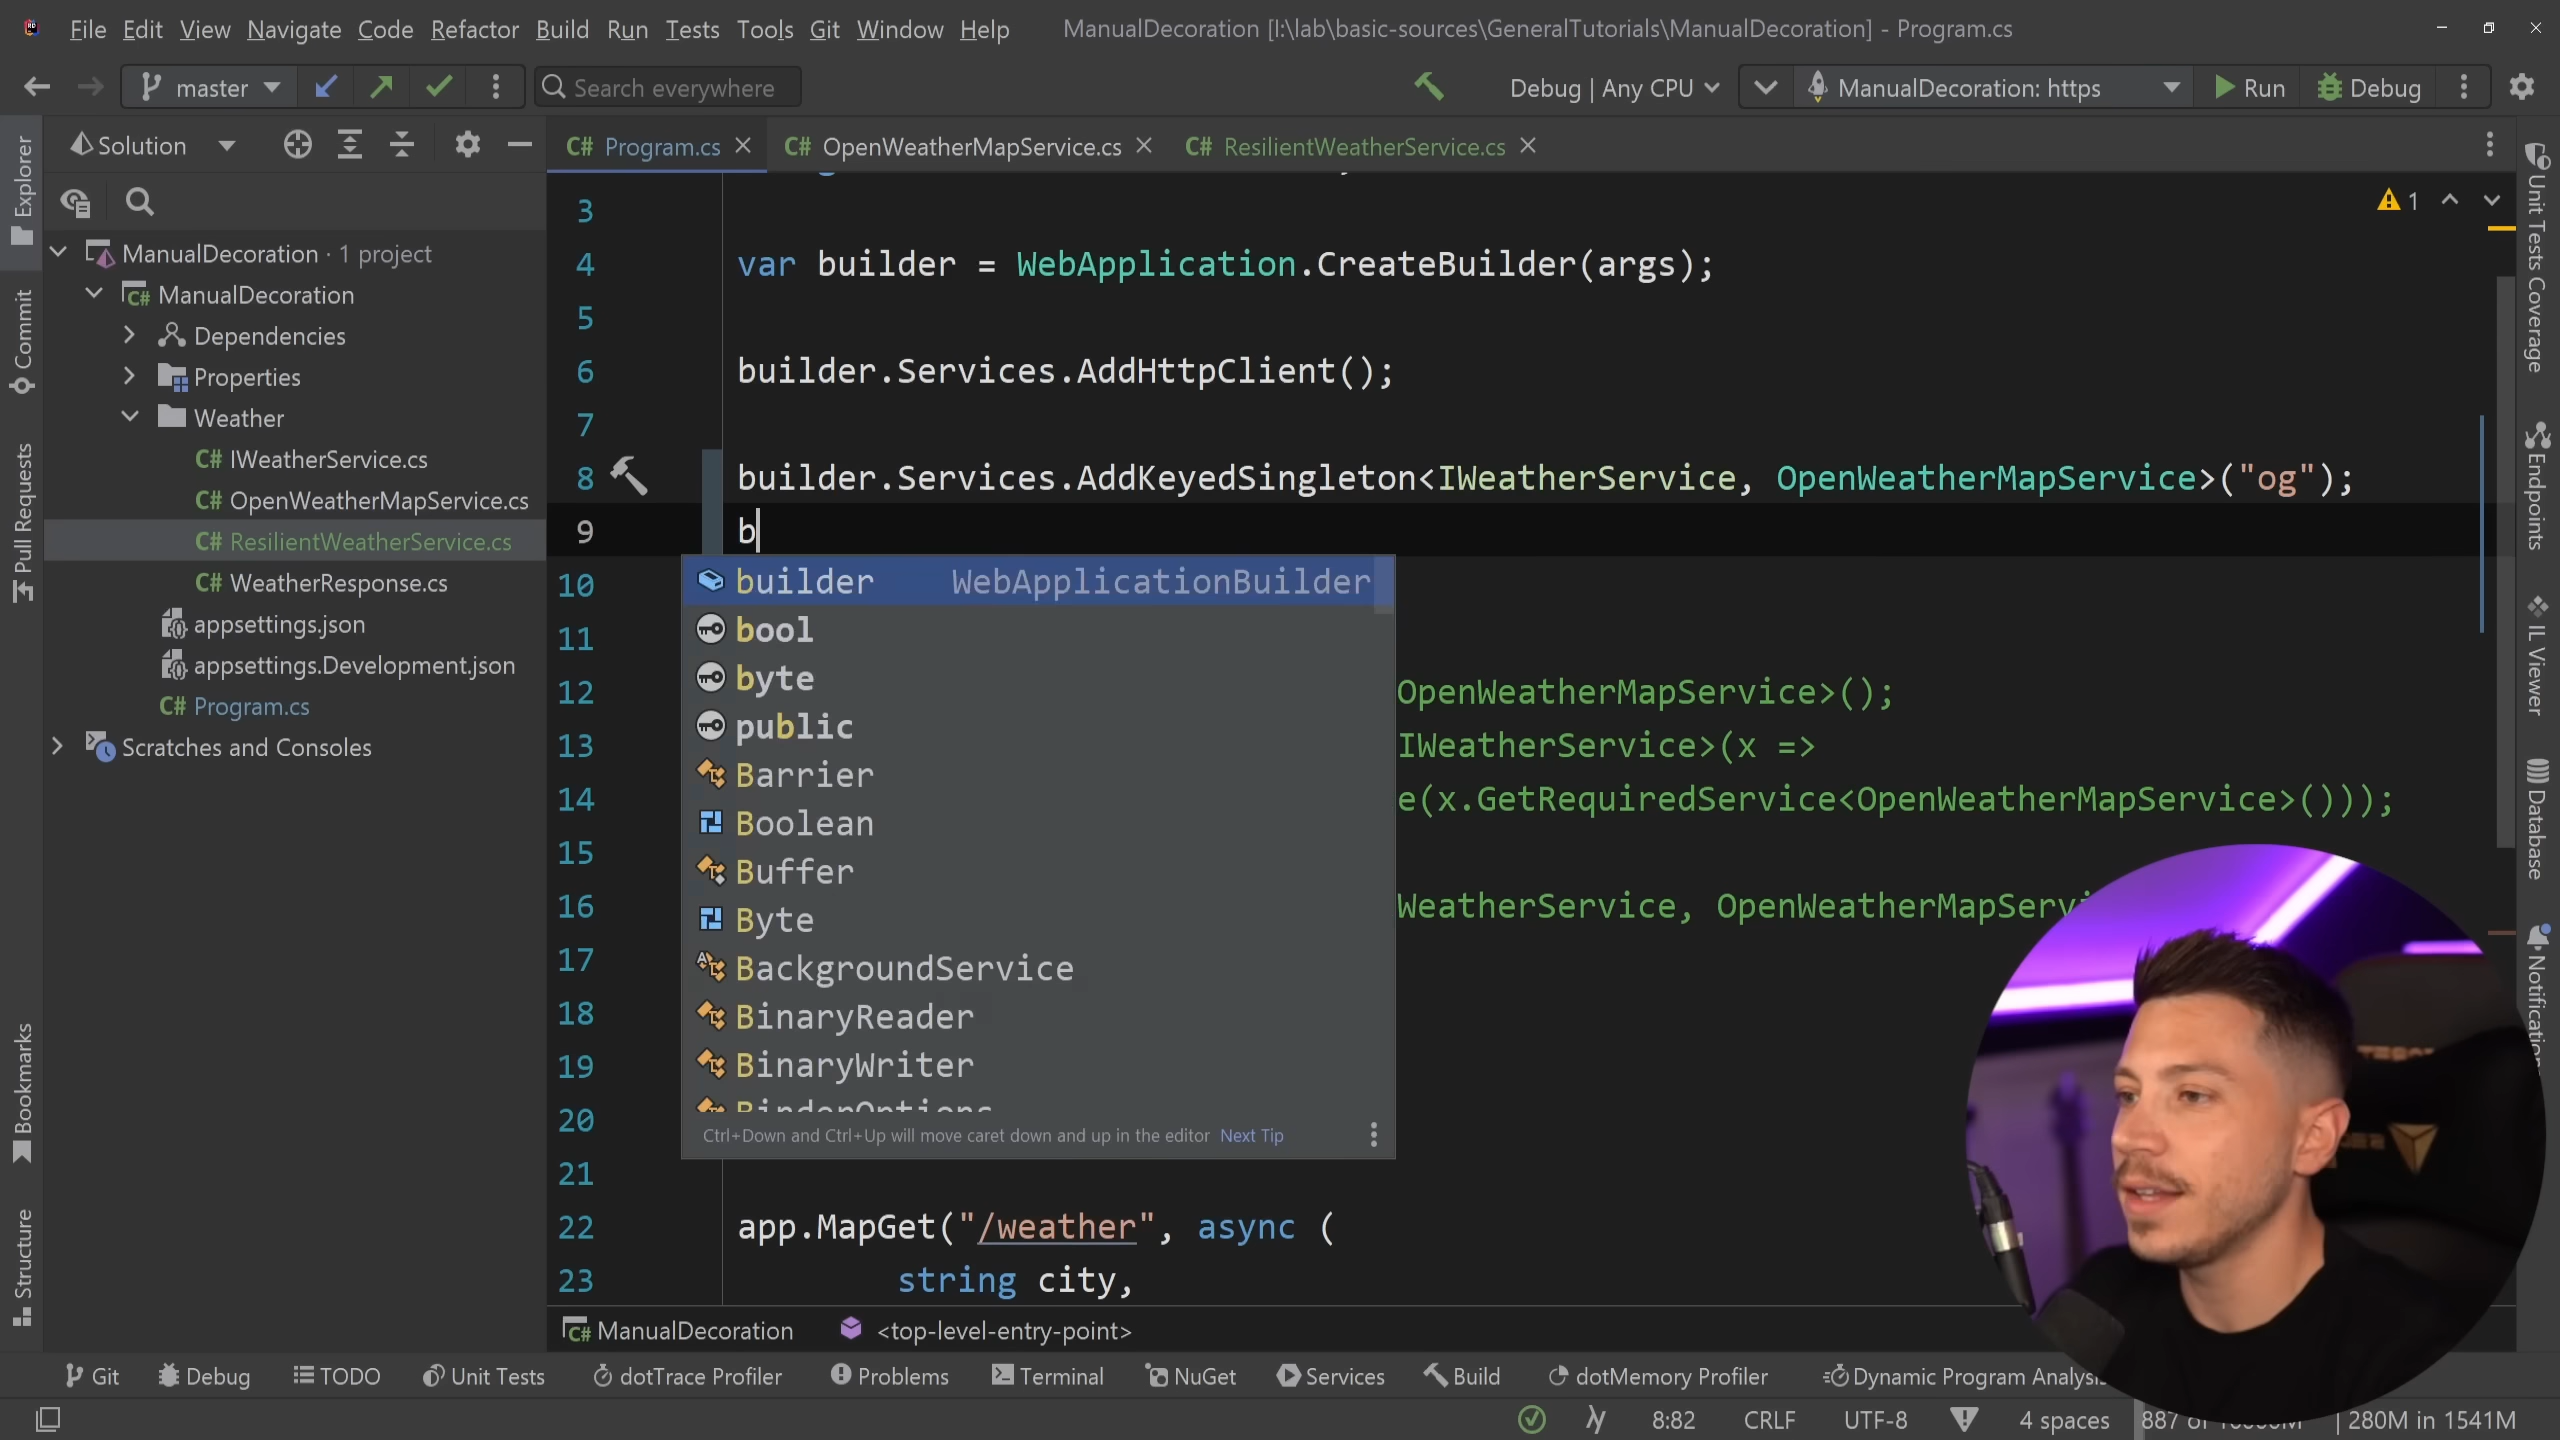 File Edit View Navigate Code Refactor Build Run Tests Tools Git Window Help ManualDecoration [I:\lab\basic-sources\GeneralTutorials\ManualDecoration] - Program.cs
master Search everywhere Debug | Any CPU ManualDecoration: https Run Debug
Solution
Program.cs OpenWeatherMapService.cs ResilientWeatherService.cs
Explorer
Commit
Pull Requests
Bookmarks
Structure
ManualDecoration · 1 project
ManualDecoration
Dependencies
Properties
Weather
C# IWeatherService.cs
C# OpenWeatherMapService.cs
C# ResilientWeatherService.cs
C# WeatherResponse.cs
appsettings.json
appsettings.Development.json
C# Program.cs
Scratches and Consoles
1
3
4 var builder = WebApplication.CreateBuilder(args);
5
6 builder.Services.AddHttpClient();
7
8 builder.Services.AddKeyedSingleton<IWeatherService, OpenWeatherMapService>("og");
9 b
10 builder WebApplicationBuilder
bool
11
byte
12 OpenWeatherMapService>();
public
13 IWeatherService>(x =>
Barrier
14 e(x.GetRequiredService<OpenWeatherMapService>()));
Boolean
15
Buffer
16 WeatherService, OpenWeatherMapServi
Byte
17
BackgroundService
18
BinaryReader
19
BinaryWriter
BinderOptions
20
Ctrl+Down and Ctrl+Up will move caret down and up in the editor Next Tip
21
22 app.MapGet("/weather", async (
23 string city,
Unit Tests Coverage
Endpoints
IL Viewer
Database
Notifications
ManualDecoration <top-level-entry-point>
Git Debug TODO Unit Tests dotTrace Profiler Problems Terminal NuGet Services Build dotMemory Profiler Dynamic Program Analysis
8:82 CRLF UTF-8 4 spaces 887 of 280M in 1541M